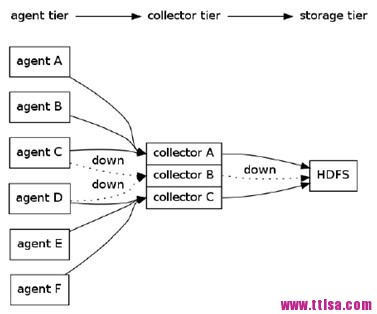 agent tier collector tier storage tier
agent A
agent B
agent C
down
agent D
down
agent E
agent F
collector A
collector B
collector C
down
HDFS
www.ttlsa.com